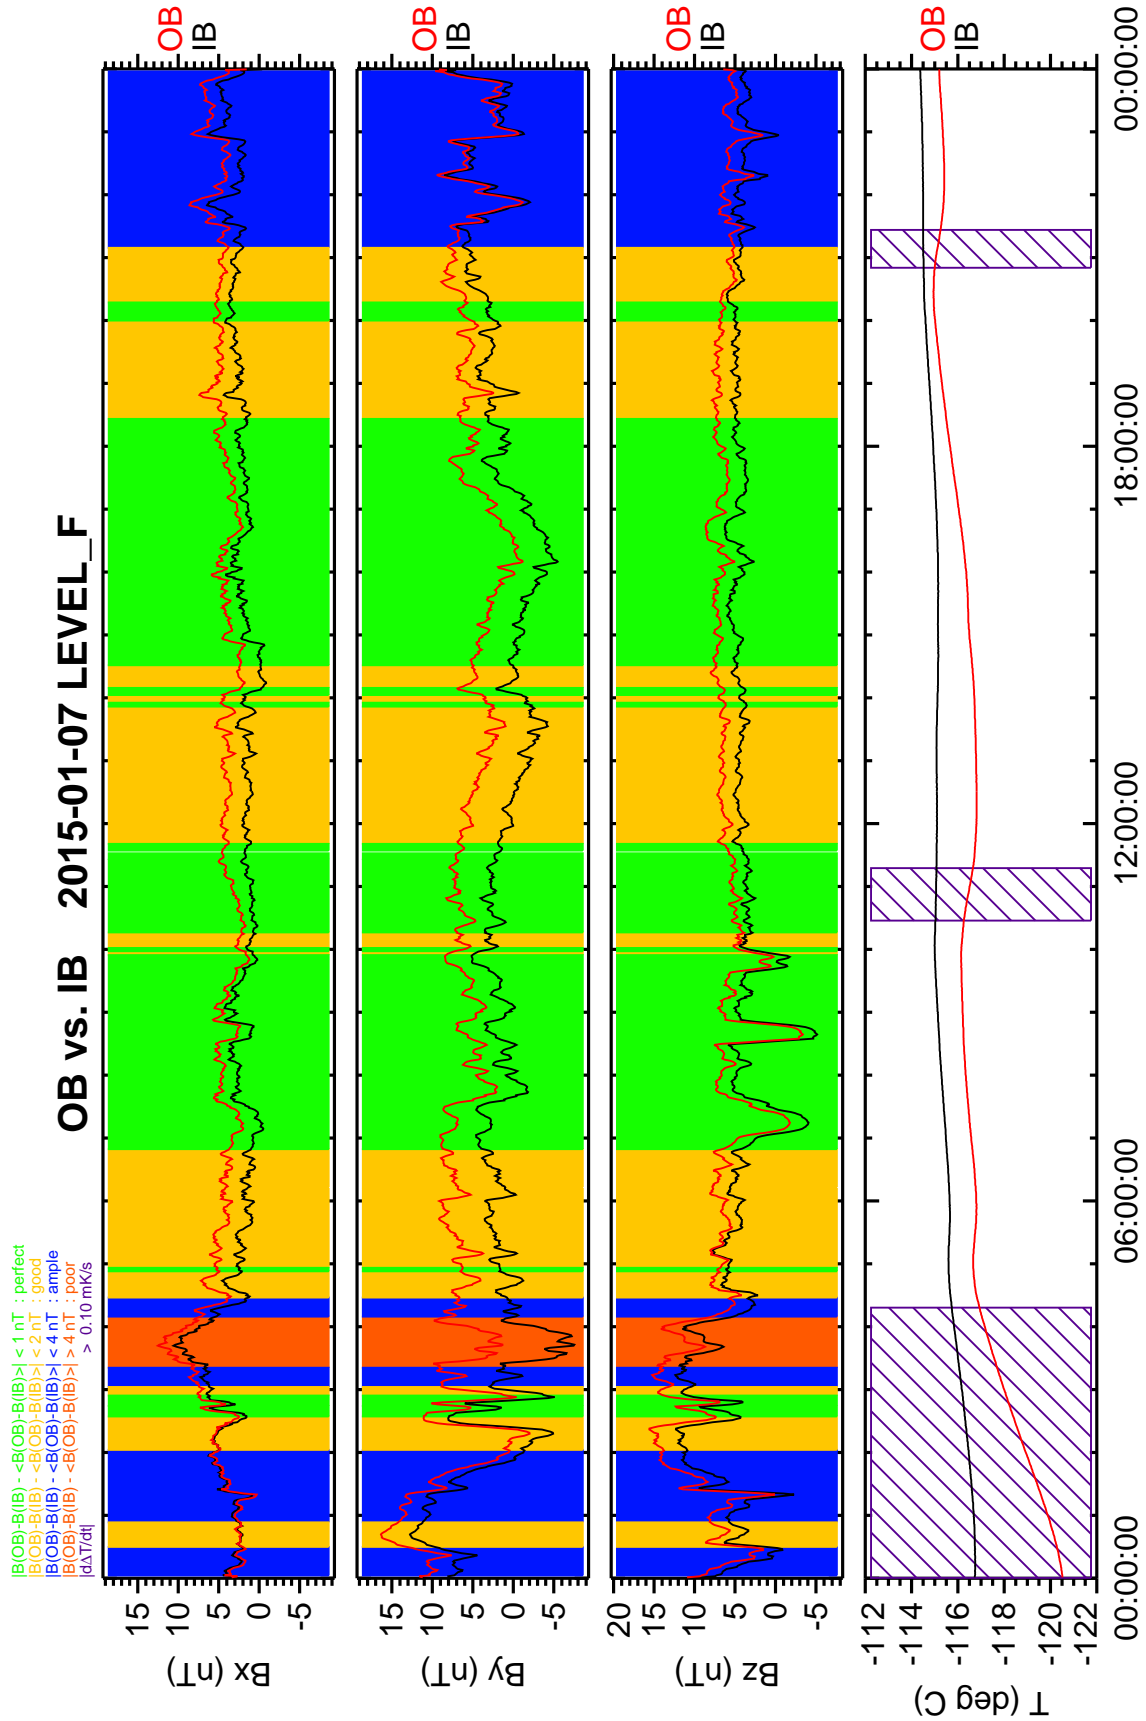 |B(OB)-B(IB) - <B(OB)-B(IB)>| < 1 nT : perfect
|B(OB)-B(IB) - <B(OB)-B(IB)>| < 2 nT : good
|B(OB)-B(IB) - <B(OB)-B(IB)>| < 4 nT : ample
|B(OB)-B(IB) - <B(OB)-B(IB)>| > 4 nT : poor
|dΔT/dt| > 0.10 mK/s
OB vs. IB 2015-01-07 LEVEL_F
Bx (nT)
15
10
5
0
-5
OB
IB
By (nT)
15
10
5
0
-5
OB
IB
Bz (nT)
20
15
10
5
0
-5
OB
IB
T (deg C)
-112
-114
-116
-118
-120
-122
OB
IB
00:00:00
06:00:00
12:00:00
18:00:00
00:00:00